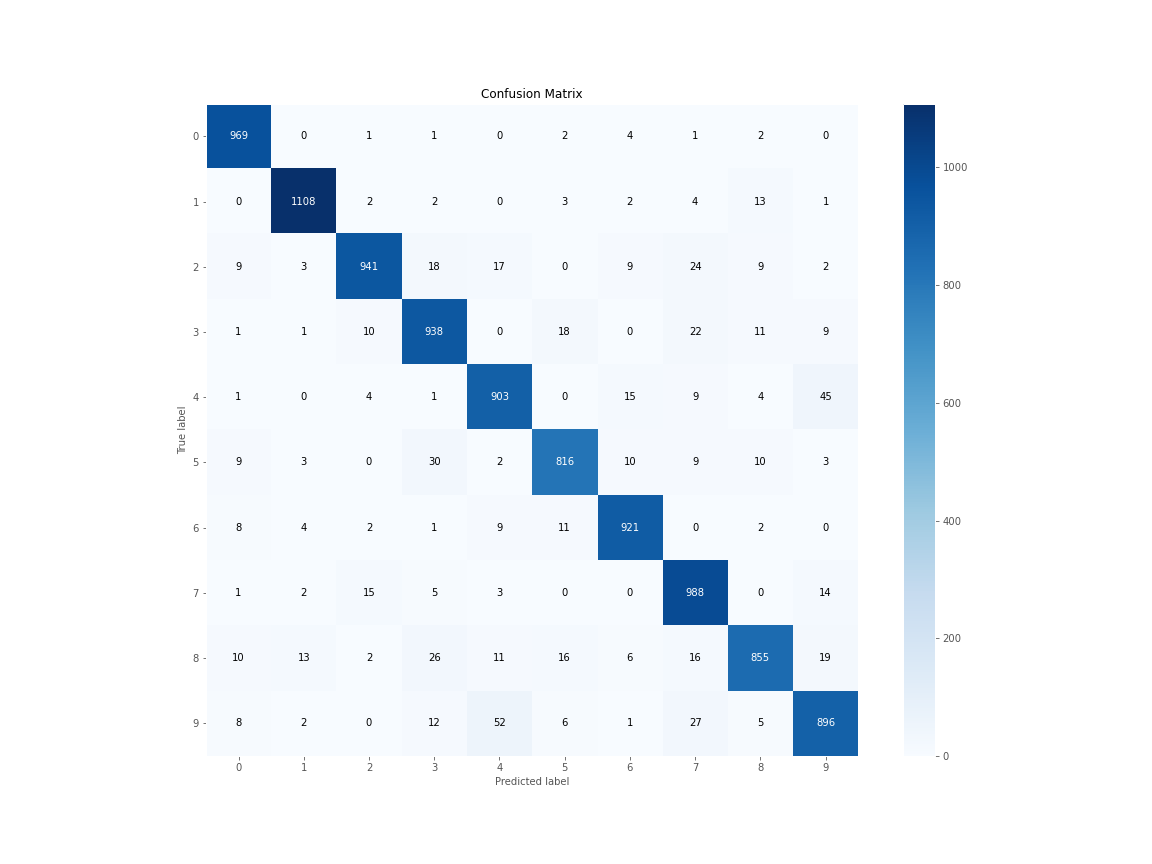 Confusion Matrix
0 969 0 1 1 0 2 4 1 2 0
1 0 1108 2 2 0 3 2 4 13 1
2 9 3 941 18 17 0 9 24 9 2
3 1 1 10 938 0 18 0 22 11 9
4 1 0 4 1 903 0 15 9 4 45
5 9 3 0 30 2 816 10 9 10 3
6 8 4 2 1 9 11 921 0 2 0
7 1 2 15 5 3 0 0 988 0 14
8 10 13 2 26 11 16 6 16 855 19
9 8 2 0 12 52 6 1 27 5 896
0 1 2 3 4 5 6 7 8 9
True label
Predicted label
1000
800
600
400
200
0